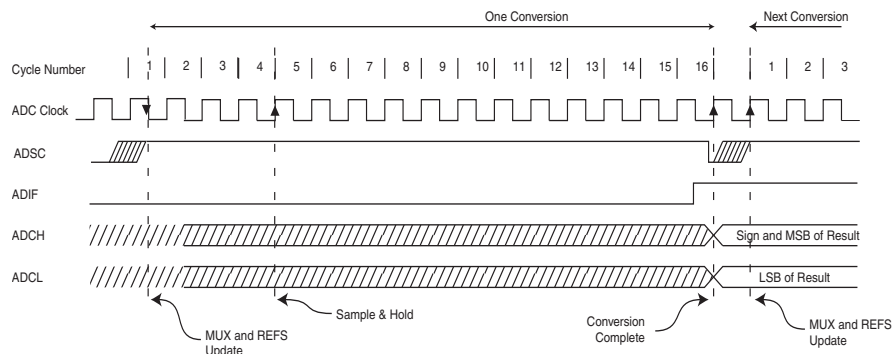 One Conversion
Next Conversion
Cycle Number
1 2 3 4 5 6 7 8 9 10 11 12 13 14 15 16 1 2 3
ADC Clock
ADSC
ADIF
ADCH
Sign and MSB of Result
ADCL
LSB of Result
MUX and REFS
Update
Sample & Hold
Conversion
Complete
MUX and REFS
Update